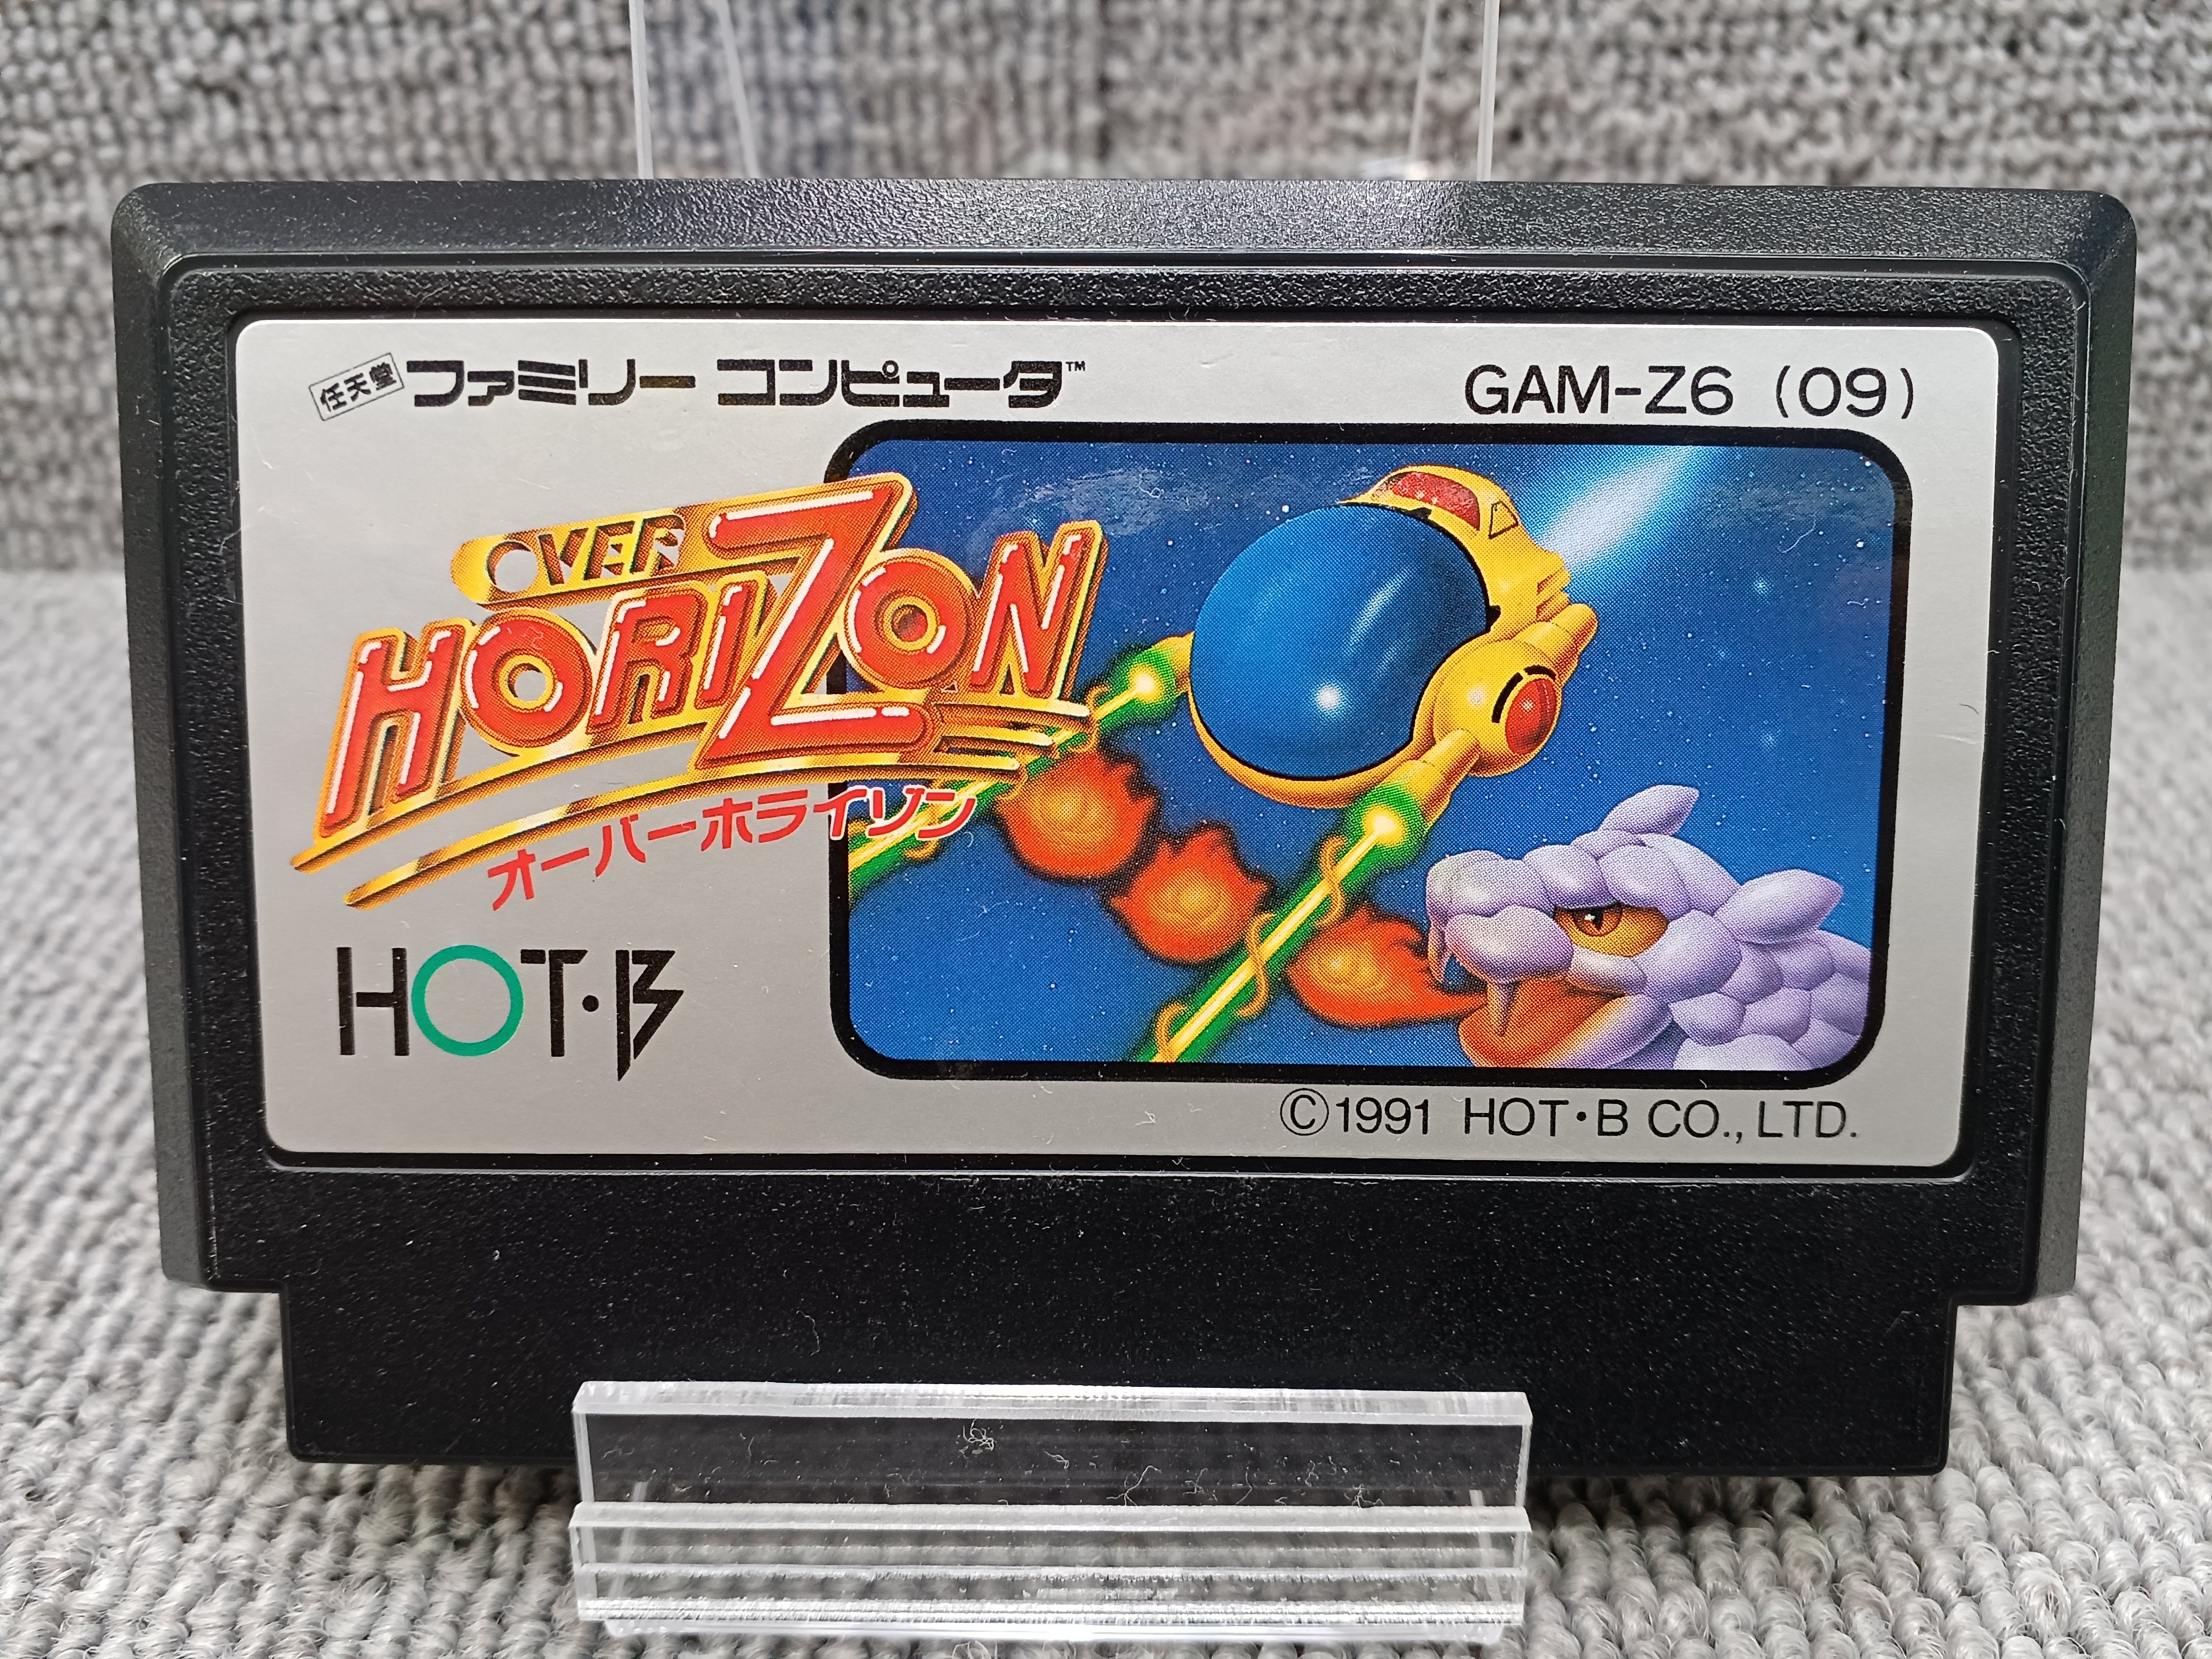 任天堂 ファミリー コンピュータ™
GAM-Z6 (09)
OVER
HORIZON
オーバーホライゾン
HOT・B
©1991 HOT・B CO., LTD.